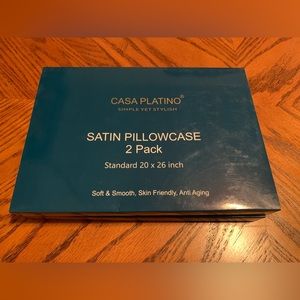 CASA PLATINO®
SIMPLE YET STYLISH
SATIN PILLOWCASE
2 Pack
Standard 20 x 26 inch
Soft & Smooth, Skin Friendly, Anti Aging